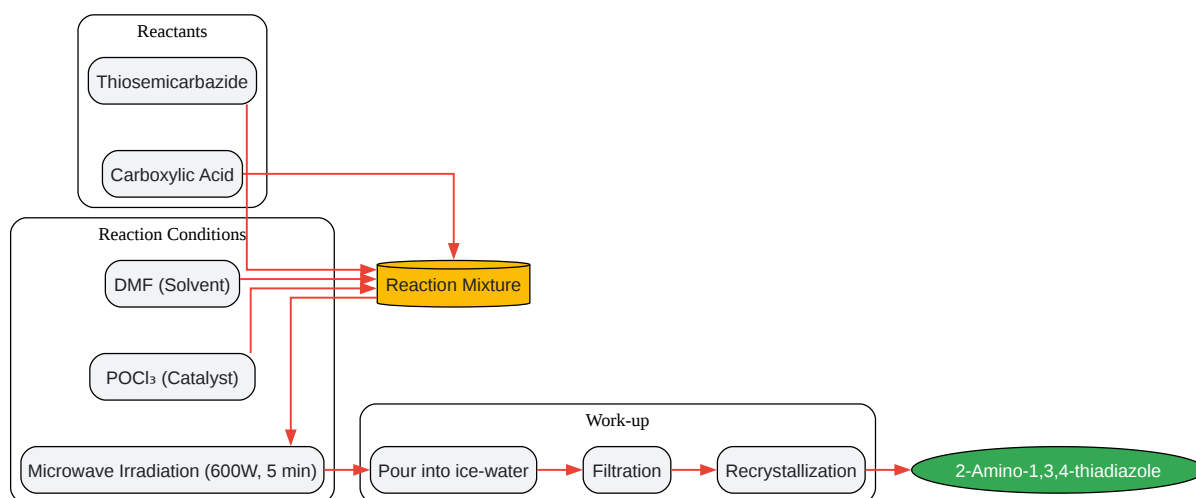 Reactants
Thiosemicarbazide
Carboxylic Acid
Reaction Conditions
DMF (Solvent)
Reaction Mixture
POCl₃ (Catalyst)
Work-up
Microwave Irradiation (600W, 5 min)
Pour into ice-water
Filtration
Recrystallization
2-Amino-1,3,4-thiadiazole